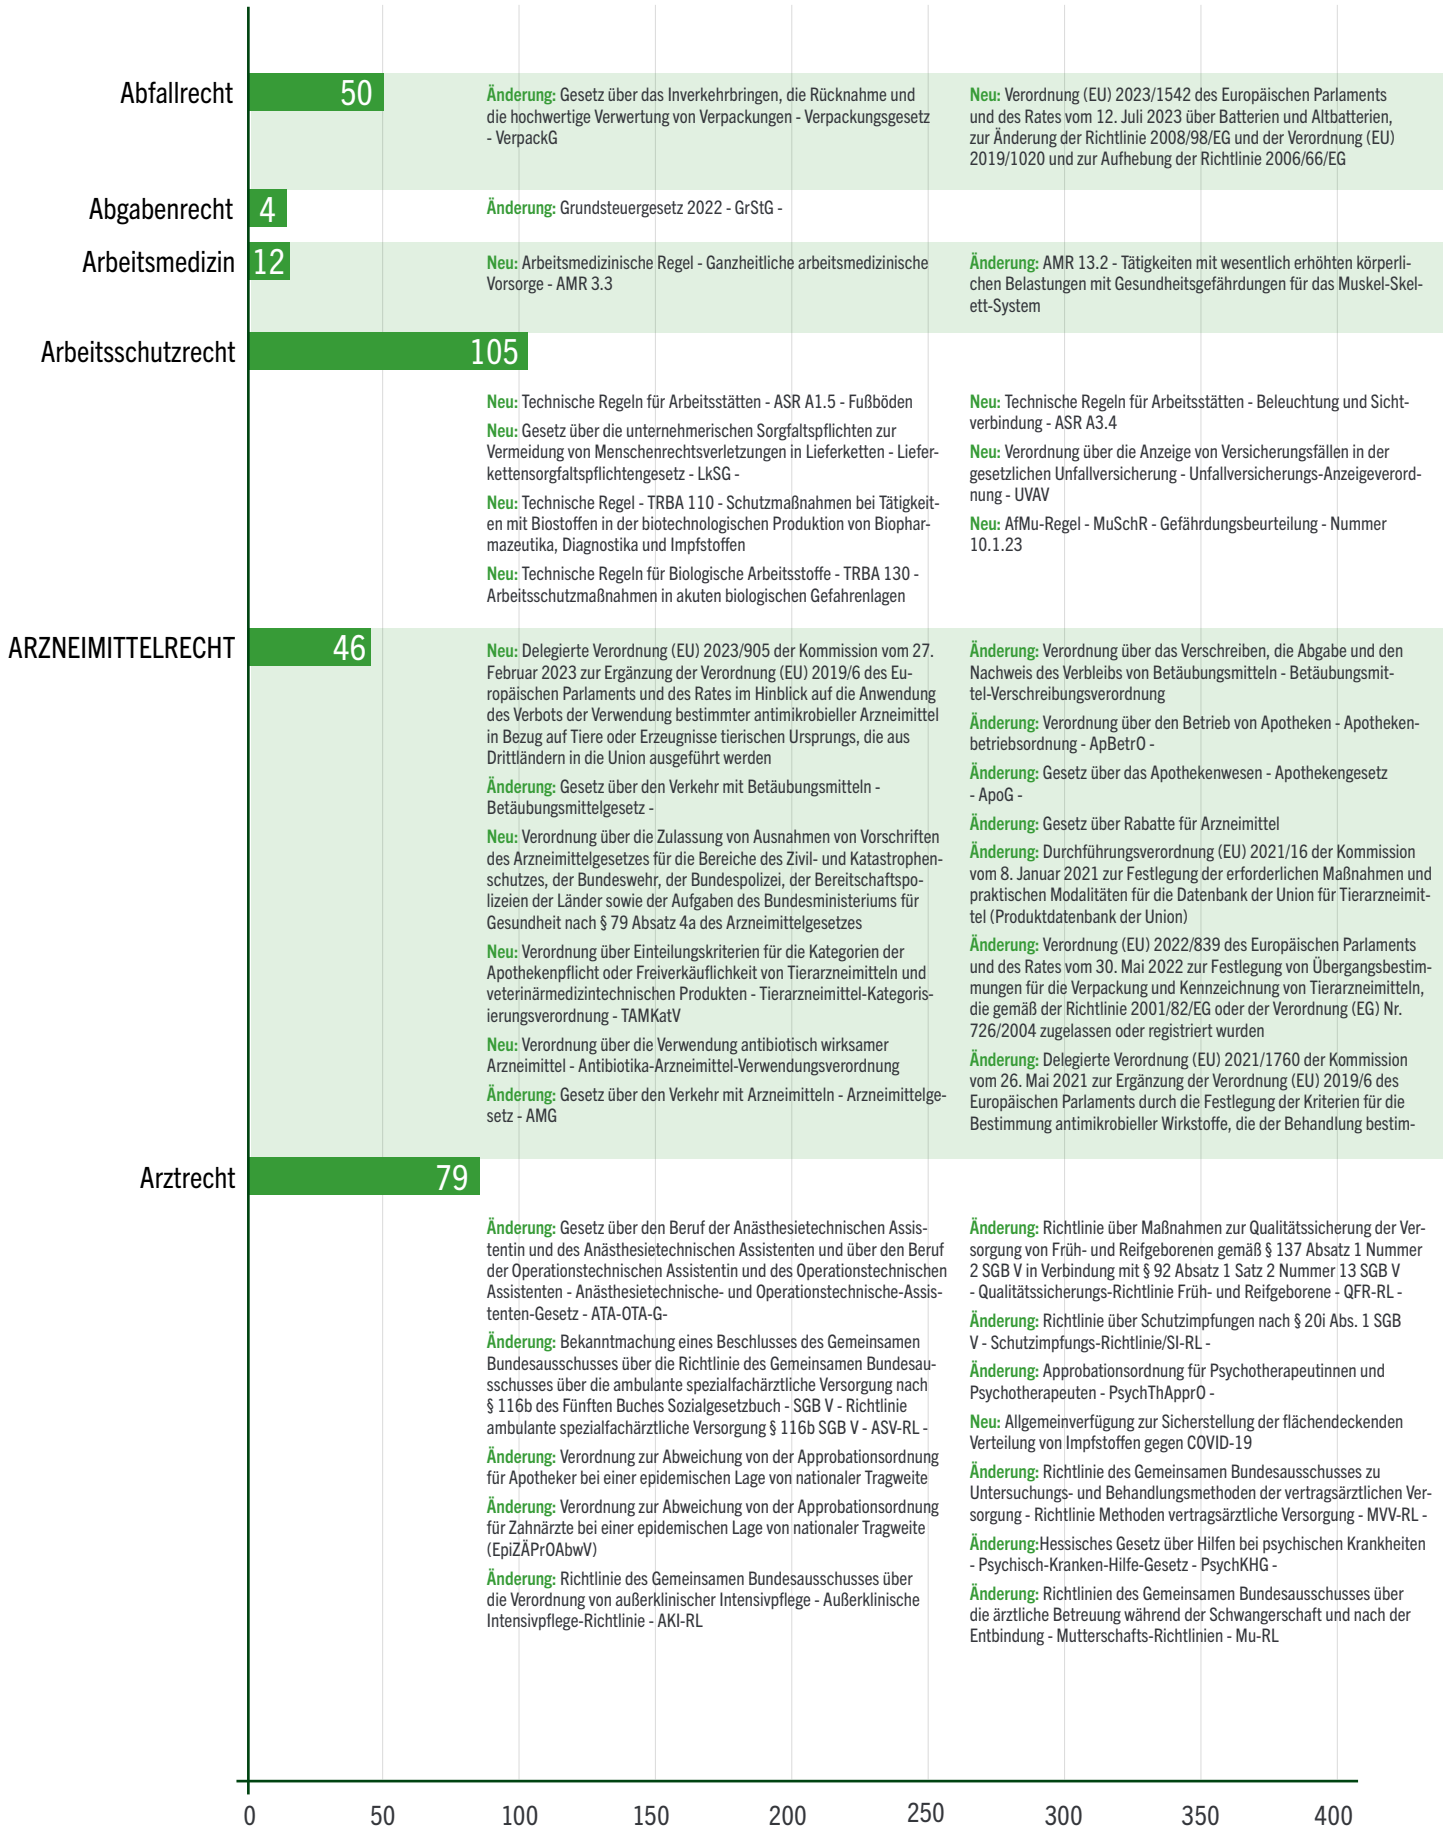 Abfallrecht
50
Änderung: Gesetz über das Inverkehrbringen, die Rücknahme und
die hochwertige Verwertung von Verpackungen - Verpackungsgesetz
- VerpackG
Neu: Verordnung (EU) 2023/1542 des Europäischen Parlaments
und des Rates vom 12. Juli 2023 über Batterien und Altbatterien,
zur Änderung der Richtlinie 2008/98/EG und der Verordnung (EU)
2019/1020 und zur Aufhebung der Richtlinie 2006/66/EG
Abgabenrecht
4
Änderung: Grundsteuergesetz 2022 - GrStG -
Arbeitsmedizin
12
Neu: Arbeitsmedizinische Regel - Ganzheitliche arbeitsmedizinische
Vorsorge - AMR 3.3
Änderung: AMR 13.2 - Tätigkeiten mit wesentlich erhöhten körperli-
chen Belastungen mit Gesundheitsgefährdungen für das Muskel-Skel-
ett-System
Arbeitsschutzrecht
105
Neu: Technische Regeln für Arbeitsstätten - ASR A1.5 - Fußböden
Neu: Gesetz über die unternehmerischen Sorgfaltspflichten zur
Vermeidung von Menschenrechtsverletzungen in Lieferketten - Liefer-
kettensorgfaltspflichtengesetz - LkSG -
Neu: Technische Regel - TRBA 110 - Schutzmaßnahmen bei Tätigkeit-
en mit Biostoffen in der biotechnologischen Produktion von Biophar-
mazeutika, Diagnostika und Impfstoffen
Neu: Technische Regeln für Biologische Arbeitsstoffe - TRBA 130 -
Arbeitsschutzmaßnahmen in akuten biologischen Gefahrenlagen
Neu: Technische Regeln für Arbeitsstätten - Beleuchtung und Sicht-
verbindung - ASR A3.4
Neu: Verordnung über die Anzeige von Versicherungsfällen in der
gesetzlichen Unfallversicherung - Unfallversicherungs-Anzeigeverord-
nung - UVAV
Neu: AfMu-Regel - MuSchR - Gefährdungsbeurteilung - Nummer
10.1.23
ARZNEIMITTELRECHT
46
Neu: Delegierte Verordnung (EU) 2023/905 der Kommission vom 27.
Februar 2023 zur Ergänzung der Verordnung (EU) 2019/6 des Eu-
ropäischen Parlaments und des Rates im Hinblick auf die Anwendung
des Verbots der Verwendung bestimmter antimikrobieller Arzneimittel
in Bezug auf Tiere oder Erzeugnisse tierischen Ursprungs, die aus
Drittländern in die Union ausgeführt werden
Änderung: Gesetz über den Verkehr mit Betäubungsmitteln -
Betäubungsmittelgesetz -
Neu: Verordnung über die Zulassung von Ausnahmen von Vorschriften
des Arzneimittelgesetzes für die Bereiche des Zivil- und Katastrophen-
schutzes, der Bundeswehr, der Bundespolizei, der Bereitschaftspo-
lizeien der Länder sowie der Aufgaben des Bundesministeriums für
Gesundheit nach § 79 Absatz 4a des Arzneimittelgesetzes
Neu: Verordnung über Einteilungskriterien für die Kategorien der
Apothekenpflicht oder Freiverkäuflichkeit von Tierarzneimitteln und
veterinärmedizintechnischen Produkten - Tierarzneimittel-Kategoris-
ierungsverordnung - TAMKatV
Neu: Verordnung über die Verwendung antibiotisch wirksamer
Arzneimittel - Antibiotika-Arzneimittel-Verwendungsverordnung
Änderung: Gesetz über den Verkehr mit Arzneimitteln - Arzneimittelge-
setz - AMG
Änderung: Verordnung über das Verschreiben, die Abgabe und den
Nachweis des Verbleibs von Betäubungsmitteln - Betäubungsmit-
tel-Verschreibungsverordnung
Änderung: Verordnung über den Betrieb von Apotheken - Apotheken-
betriebsordnung - ApBetrO -
Änderung: Gesetz über das Apothekenwesen - Apothekengesetz
- ApoG -
Änderung: Gesetz über Rabatte für Arzneimittel
Änderung: Durchführungsverordnung (EU) 2021/16 der Kommission
vom 8. Januar 2021 zur Festlegung der erforderlichen Maßnahmen und
praktischen Modalitäten für die Datenbank der Union für Tierarzneimit-
tel (Produktdatenbank der Union)
Änderung: Verordnung (EU) 2022/839 des Europäischen Parlaments
und des Rates vom 30. Mai 2022 zur Festlegung von Übergangsbestim-
mungen für die Verpackung und Kennzeichnung von Tierarzneimitteln,
die gemäß der Richtlinie 2001/82/EG oder der Verordnung (EG) Nr.
726/2004 zugelassen oder registriert wurden
Änderung: Delegierte Verordnung (EU) 2021/1760 der Kommission
vom 26. Mai 2021 zur Ergänzung der Verordnung (EU) 2019/6 des
Europäischen Parlaments durch die Festlegung der Kriterien für die
Bestimmung antimikrobieller Wirkstoffe, die der Behandlung bestim-
Arztrecht
79
Änderung: Gesetz über den Beruf der Anästhesietechnischen Assis-
tentin und des Anästhesietechnischen Assistenten und über den Beruf
der Operationstechnischen Assistentin und des Operationstechnischen
Assistenten - Anästhesietechnische- und Operationstechnische-Assis-
tenten-Gesetz - ATA-OTA-G-
Änderung: Bekanntmachung eines Beschlusses des Gemeinsamen
Bundesausschusses über die Richtlinie des Gemeinsamen Bundesau-
sschusses über die ambulante spezialfachärztliche Versorgung nach
§ 116b des Fünften Buches Sozialgesetzbuch - SGB V - Richtlinie
ambulante spezialfachärztliche Versorgung § 116b SGB V - ASV-RL -
Änderung: Verordnung zur Abweichung von der Approbationsordnung
für Apotheker bei einer epidemischen Lage von nationaler Tragweite
Änderung: Verordnung zur Abweichung von der Approbationsordnung
für Zahnärzte bei einer epidemischen Lage von nationaler Tragweite
(EpiZÄPrOAbwV)
Änderung: Richtlinie des Gemeinsamen Bundesausschusses über
die Verordnung von außerklinischer Intensivpflege - Außerklinische
Intensivpflege-Richtlinie - AKI-RL
Änderung: Richtlinie über Maßnahmen zur Qualitätssicherung der Ver-
sorgung von Früh- und Reifgeborenen gemäß § 137 Absatz 1 Nummer
2 SGB V in Verbindung mit § 92 Absatz 1 Satz 2 Nummer 13 SGB V
- Qualitätssicherungs-Richtlinie Früh- und Reifgeborene - QFR-RL -
Änderung: Richtlinie über Schutzimpfungen nach § 20i Abs. 1 SGB
V - Schutzimpfungs-Richtlinie/SI-RL -
Änderung: Approbationsordnung für Psychotherapeutinnen und
Psychotherapeuten - PsychThApprO -
Neu: Allgemeinverfügung zur Sicherstellung der flächendeckenden
Verteilung von Impfstoffen gegen COVID-19
Änderung: Richtlinie des Gemeinsamen Bundesausschusses zu
Untersuchungs- und Behandlungsmethoden der vertragsärztlichen Ver-
sorgung - Richtlinie Methoden vertragsärztliche Versorgung - MVV-RL -
Änderung:Hessisches Gesetz über Hilfen bei psychischen Krankheiten
- Psychisch-Kranken-Hilfe-Gesetz - PsychKHG -
Änderung: Richtlinien des Gemeinsamen Bundesausschusses über
die ärztliche Betreuung während der Schwangerschaft und nach der
Entbindung - Mutterschafts-Richtlinien - Mu-RL
0 50 100 150 200 250 300 350 400